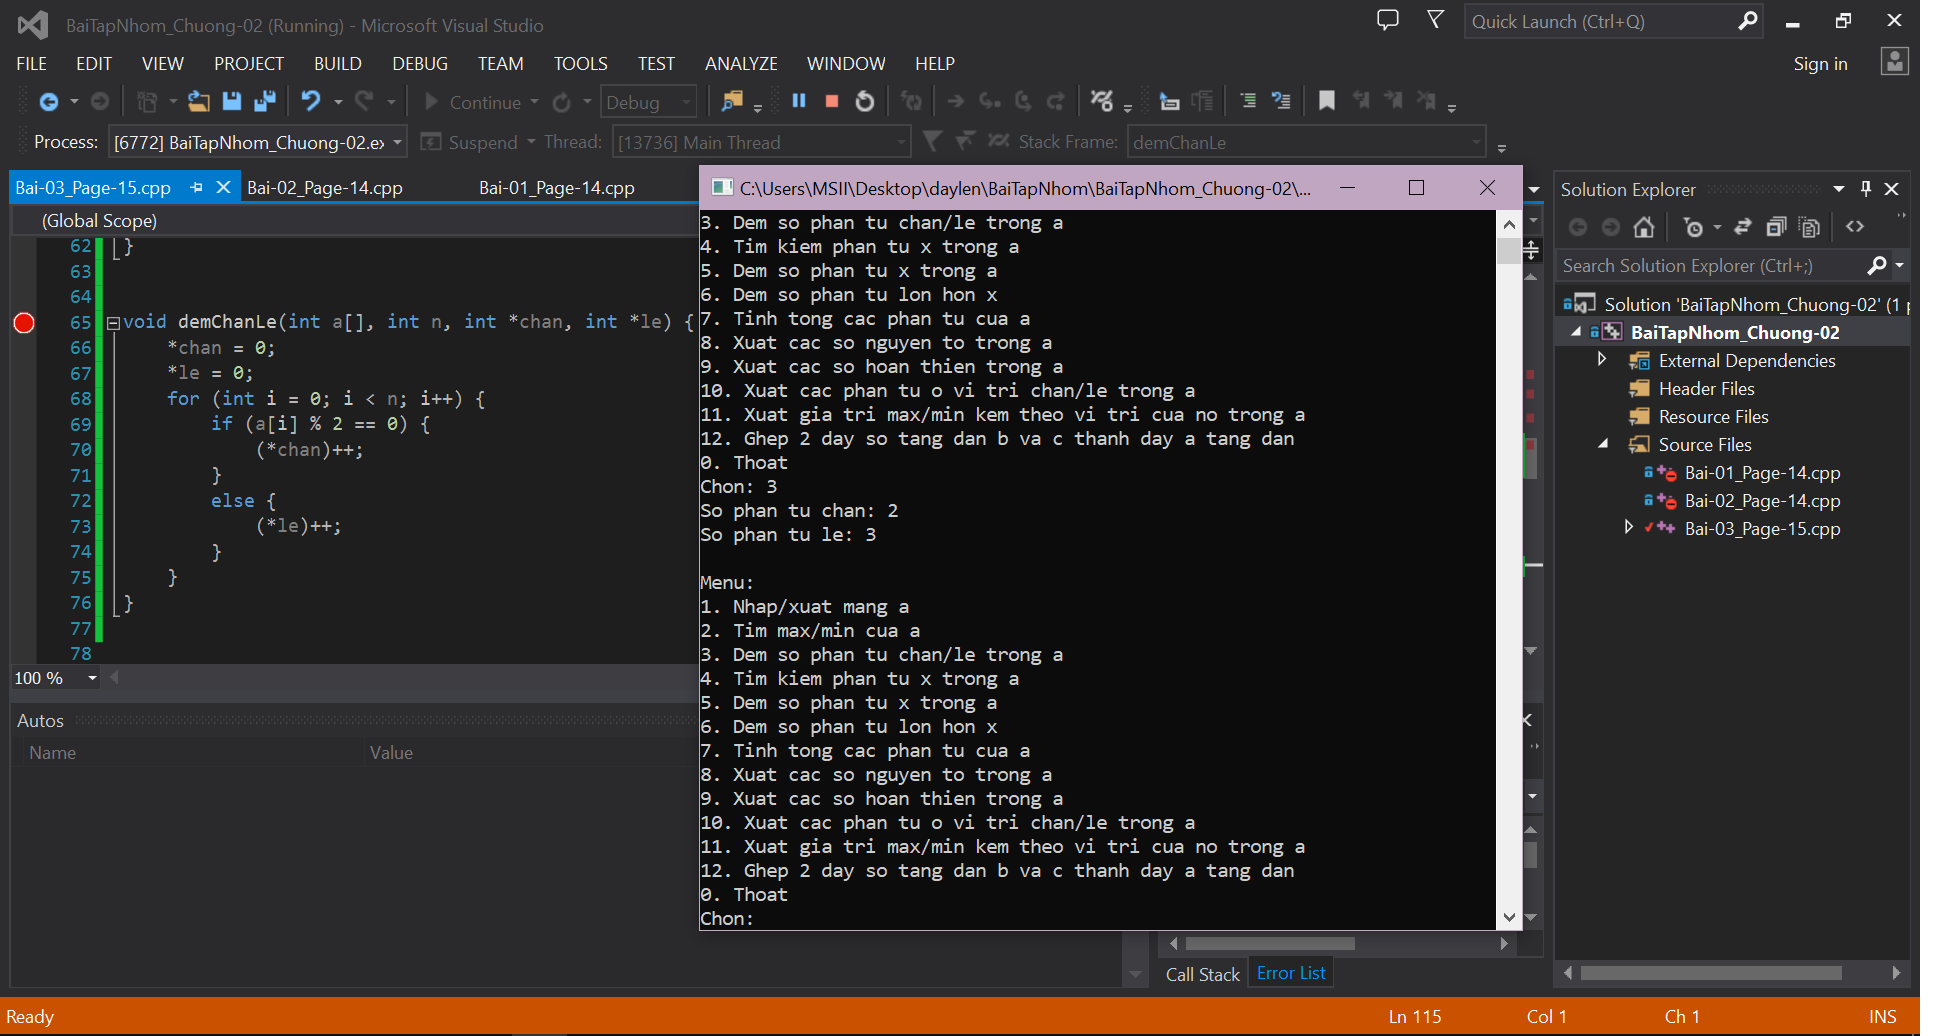 BaiTapNhom_Chuong-02 (Running) - Microsoft Visual Studio
Quick Launch (Ctrl+Q)
FILE EDIT VIEW PROJECT BUILD DEBUG TEAM TOOLS TEST ANALYZE WINDOW HELP
Sign in
Continue
Debug
Process: [6772] BaiTapNhom_Chuong-02.ex Suspend Thread: [13736] Main Thread Stack Frame: demChanLe
Bai-03_Page-15.cpp Bai-02_Page-14.cpp Bai-01_Page-14.cpp
(Global Scope)
62 }
63
64
65 void demChanLe(int a[], int n, int *chan, int *le) {
66 *chan = 0;
67 *le = 0;
68 for (int i = 0; i < n; i++) {
69 if (a[i] % 2 == 0) {
70 (*chan)++;
71 }
72 else {
73 (*le)++;
74 }
75 }
76 }
77
78
100 %
Autos
Name Value
C:\Users\MSII\Desktop\daylen\BaiTapNhom\BaiTapNhom_Chuong-02\...
3. Dem so phan tu chan/le trong a
4. Tim kiem phan tu x trong a
5. Dem so phan tu x trong a
6. Dem so phan tu lon hon x
7. Tinh tong cac phan tu cua a
8. Xuat cac so nguyen to trong a
9. Xuat cac so hoan thien trong a
10. Xuat cac phan tu o vi tri chan/le trong a
11. Xuat gia tri max/min kem theo vi tri cua no trong a
12. Ghep 2 day so tang dan b va c thanh day a tang dan
0. Thoat
Chon: 3
So phan tu chan: 2
So phan tu le: 3
Menu:
1. Nhap/xuat mang a
2. Tim max/min cua a
3. Dem so phan tu chan/le trong a
4. Tim kiem phan tu x trong a
5. Dem so phan tu x trong a
6. Dem so phan tu lon hon x
7. Tinh tong cac phan tu cua a
8. Xuat cac so nguyen to trong a
9. Xuat cac so hoan thien trong a
10. Xuat cac phan tu o vi tri chan/le trong a
11. Xuat gia tri max/min kem theo vi tri cua no trong a
12. Ghep 2 day so tang dan b va c thanh day a tang dan
0. Thoat
Chon:
Call Stack Error List
Solution Explorer
Search Solution Explorer (Ctrl+;)
Solution 'BaiTapNhom_Chuong-02' (1 p
BaiTapNhom_Chuong-02
External Dependencies
Header Files
Resource Files
Source Files
Bai-01_Page-14.cpp
Bai-02_Page-14.cpp
Bai-03_Page-15.cpp
Ready
Ln 115 Col 1 Ch 1 INS